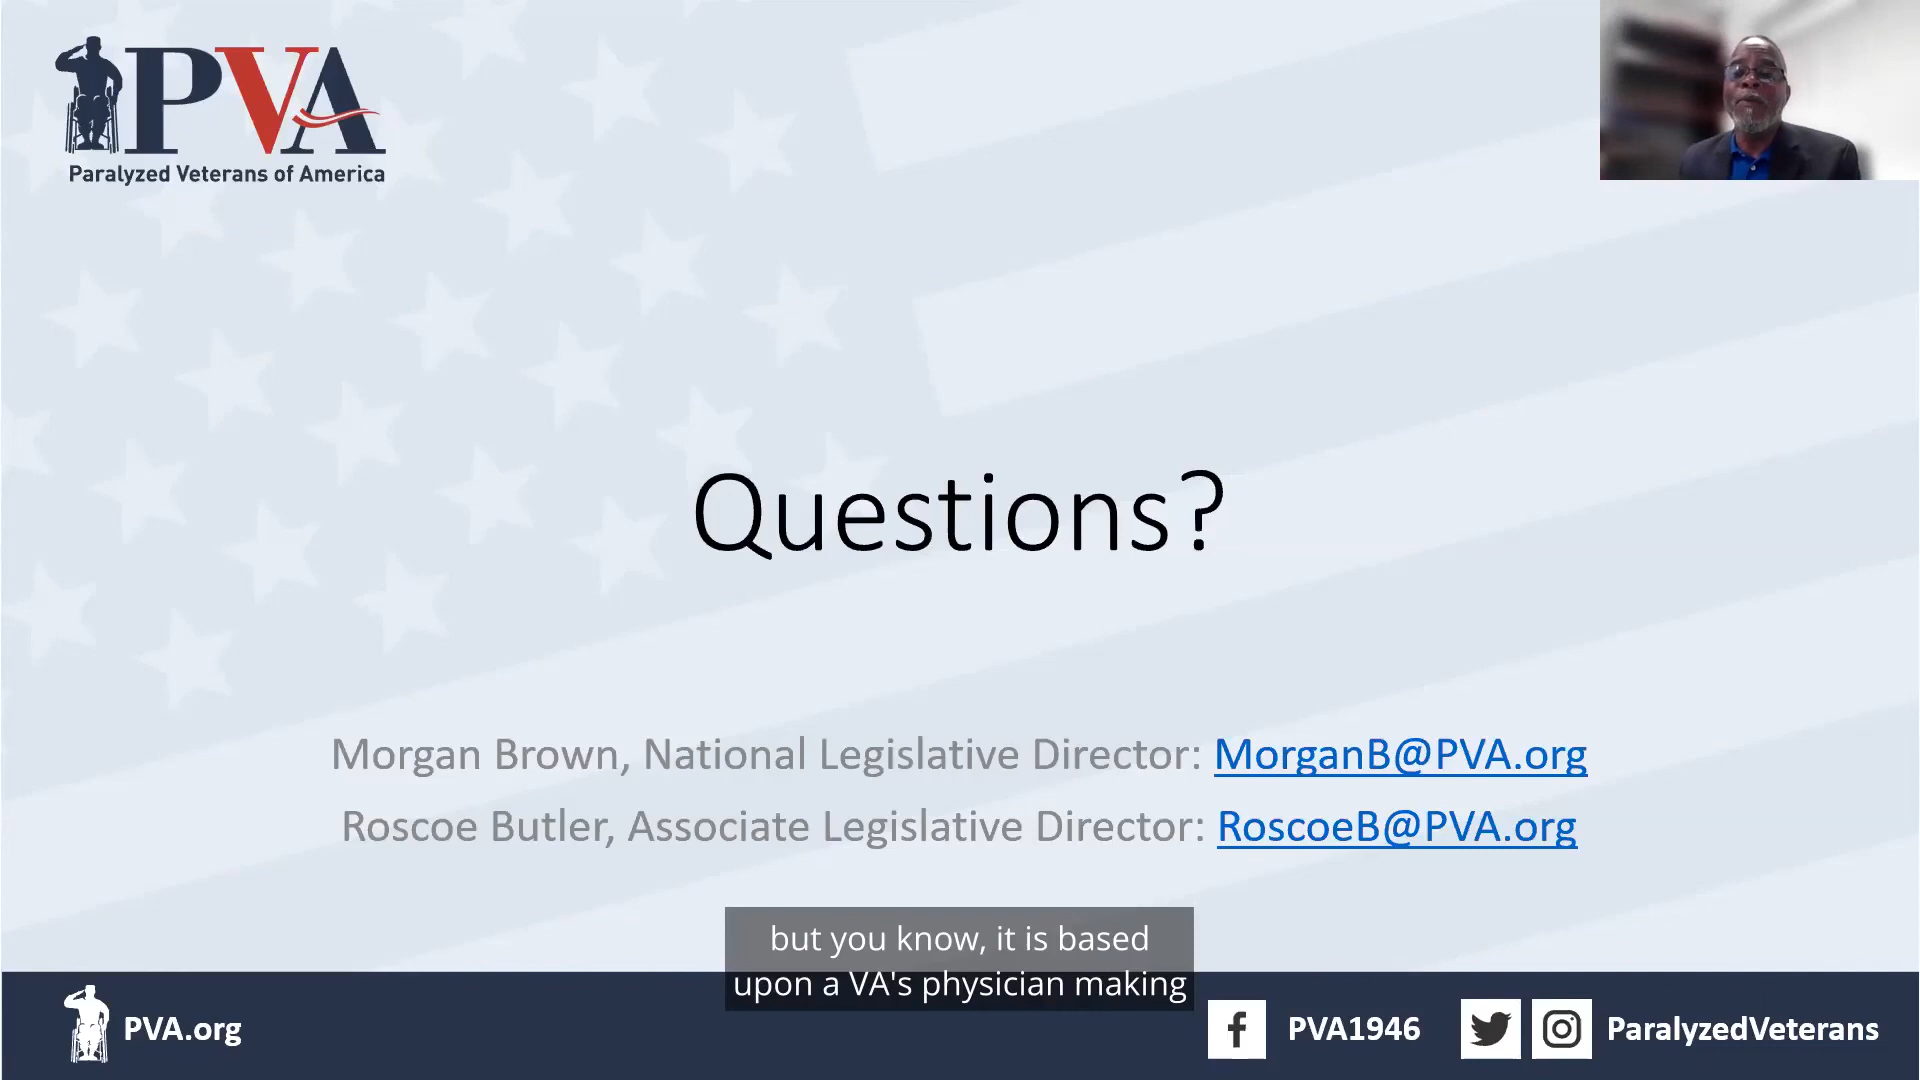 PVA
Paralyzed Veterans of America
Questions?
Morgan Brown, National Legislative Director: MorganB@PVA.org
Roscoe Butler, Associate Legislative Director: RoscoeB@PVA.org
but you know, it is based
upon a VA's physician making
PVA.org
PVA1946
ParalyzedVeterans